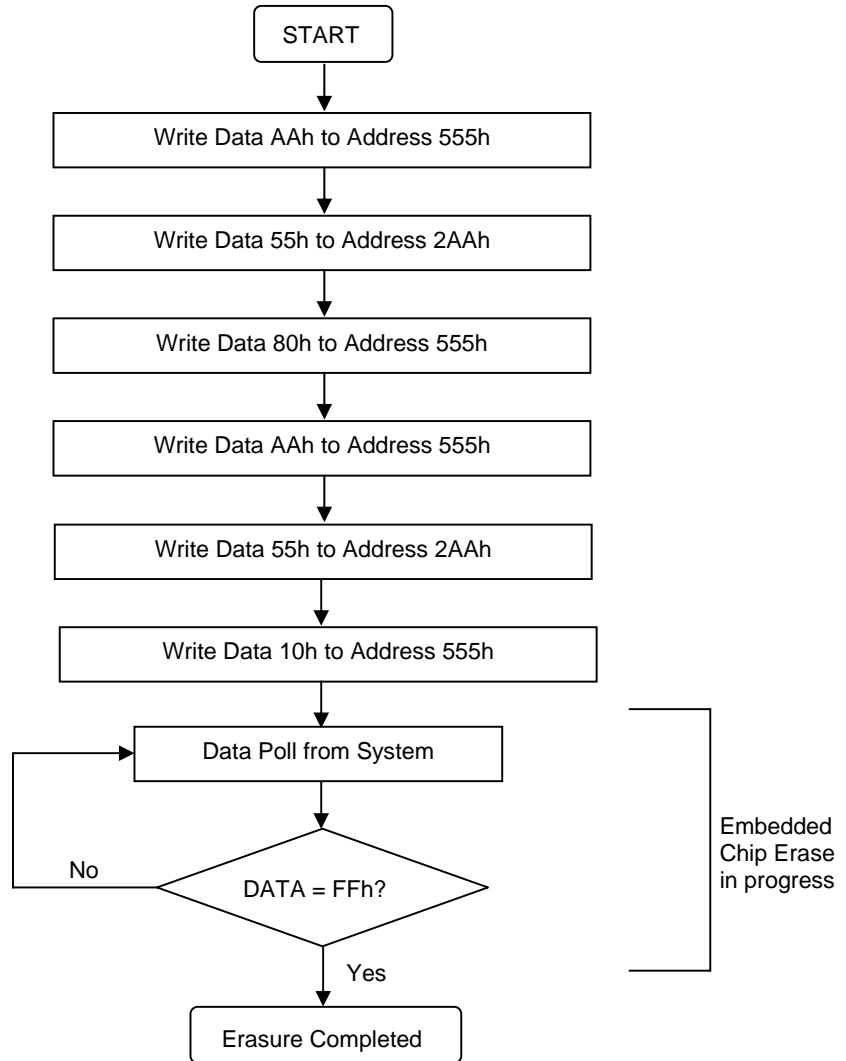 START
Write Data AAh to Address 555h
Write Data 55h to Address 2AAh
Write Data 80h to Address 555h
Write Data AAh to Address 555h
Write Data 55h to Address 2AAh
Write Data 10h to Address 555h
Data Poll from System
No
DATA = FFh?
Embedded
Chip Erase
in progress
Yes
Erasure Completed